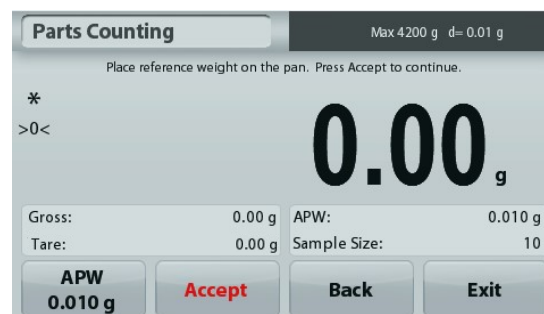 Parts Counting
Max 4200 g d= 0.01 g
Place reference weight on the pan. Press Accept to continue.
*
>0<
0.00 g
Gross: 0.00 g APW: 0.010 g
Tare: 0.00 g Sample Size: 10
APW Accept Back Exit
0.010 g